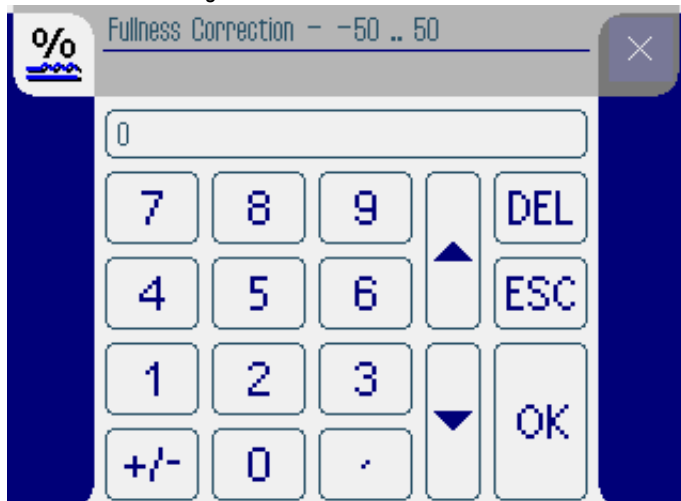 %
Fullness Correction - -50 .. 50
0
7 8 9 DEL
4 5 6 ESC
1 2 3
OK
+/- 0 .